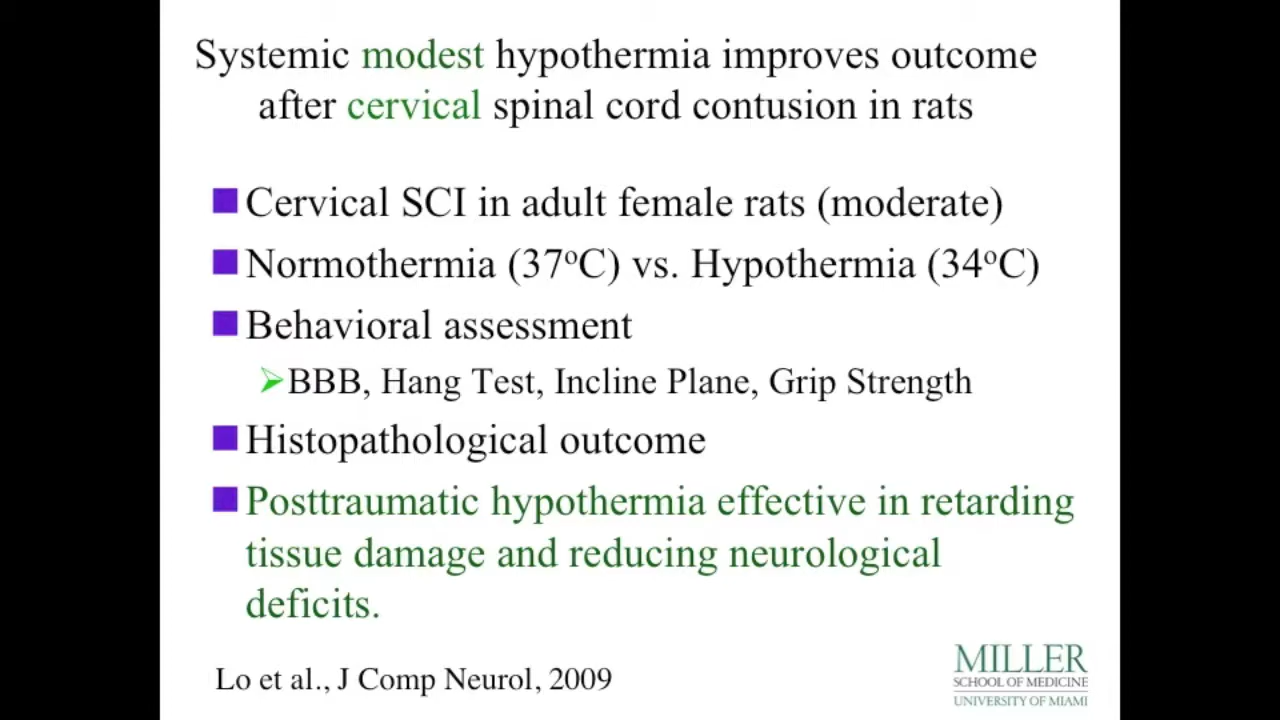 Systemic modest hypothermia improves outcome
after cervical spinal cord contusion in rats
Cervical SCI in adult female rats (moderate)
Normothermia (37°C) vs. Hypothermia (34°C)
Behavioral assessment
BBB, Hang Test, Incline Plane, Grip Strength
Histopathological outcome
Posttraumatic hypothermia effective in retarding
tissue damage and reducing neurological
deficits.
Lo et al., J Comp Neurol, 2009
MILLER
SCHOOL OF MEDICINE
UNIVERSITY OF MIAMI